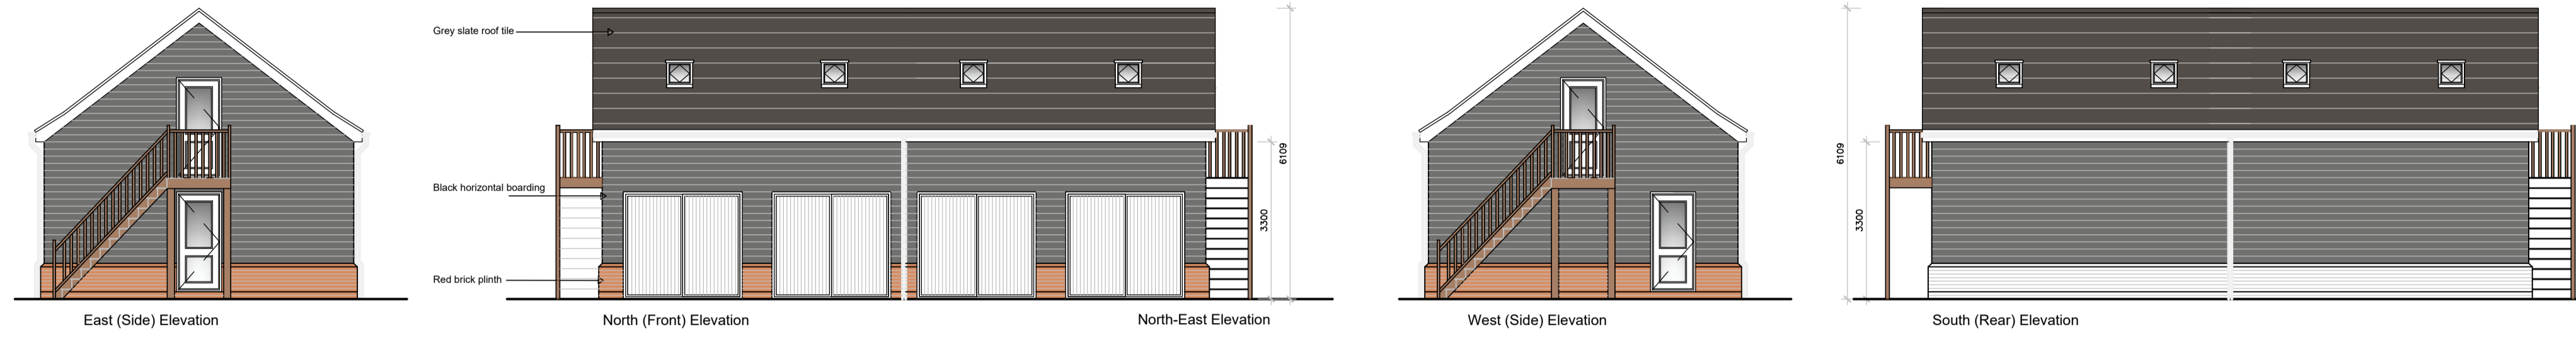 Grey slate roof tile
Black horizontal boarding
Red brick plinth
6109
3300
6109
3300
East (Side) Elevation
North (Front) Elevation
North-East Elevation
West (Side) Elevation
South (Rear) Elevation